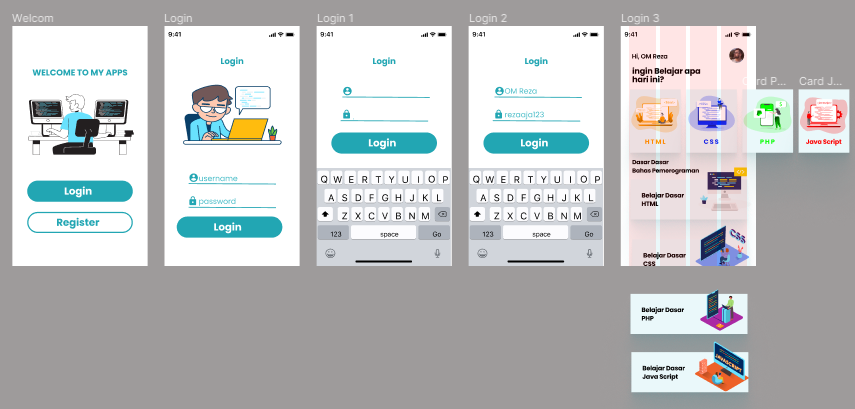 Welcom
WELCOME TO MY APPS
Login
Register
Login
9:41
Login
username
password
Login
Login 1
9:41
Login
Login
Q W E R T Y U I O P
A S D F G H J K L
Z X C V B N M
123 space Go
Login 2
9:41
Login
OM Reza
rezaaja123
Login
Q W E R T Y U I O P
A S D F G H J K L
Z X C V B N M
123 space Go
Login 3
9:41
Hi, OM Reza
ingin Belajar apa
hari ini?
Card P...
Card J...
HTML
CSS
PHP
Java Script
Dasar Dasar
Bahas Pemerograman
Belajar Dasar
HTML
Belajar Dasar
CSS
CSS
Belajar Dasar
PHP
Belajar Dasar
Java Script
JAVASCRIPT